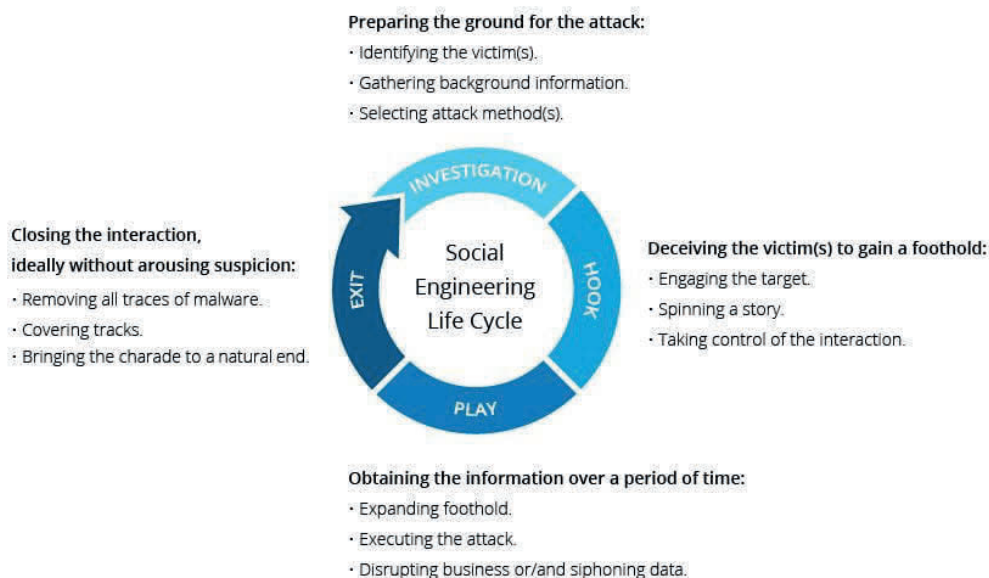 Preparing the ground for the attack:
· Identifying the victim(s).
· Gathering background information.
· Selecting attack method(s).
INVESTIGATION
HOOK
PLAY
EXIT
Social
Engineering
Life Cycle
Deceiving the victim(s) to gain a foothold:
· Engaging the target.
· Spinning a story.
· Taking control of the interaction.
Obtaining the information over a period of time:
· Expanding foothold.
· Executing the attack.
· Disrupting business or/and siphoning data.
Closing the interaction,
ideally without arousing suspicion:
· Removing all traces of malware.
· Covering tracks.
· Bringing the charade to a natural end.